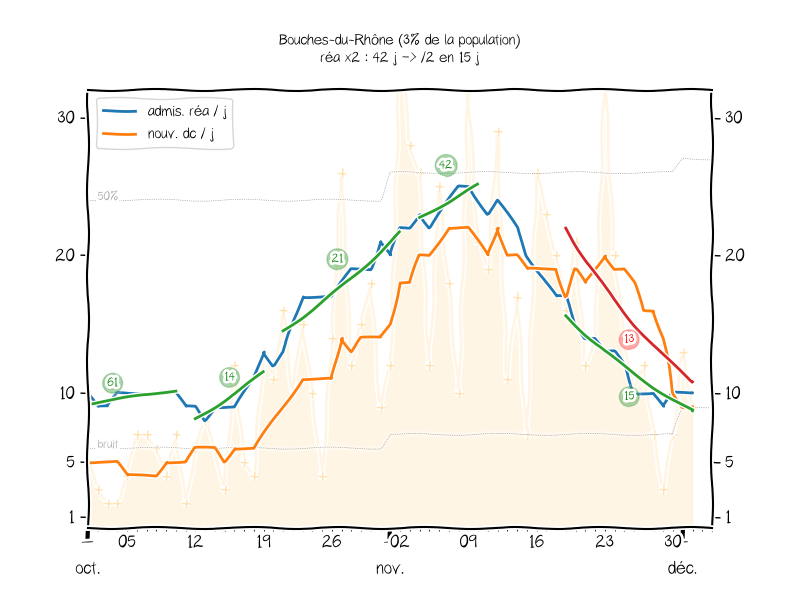 Bouches-du-Rhône (3% de la population)
réa x2 : 42 j -> /2 en 15 j
admis. réa / j
nouv. dc / j
30 30
42
50%
21
20 20
61
14
13
15
10 10
bruit
5 5
1 1
05 12 19 26 02 09 16 23 30
oct. nov. déc.